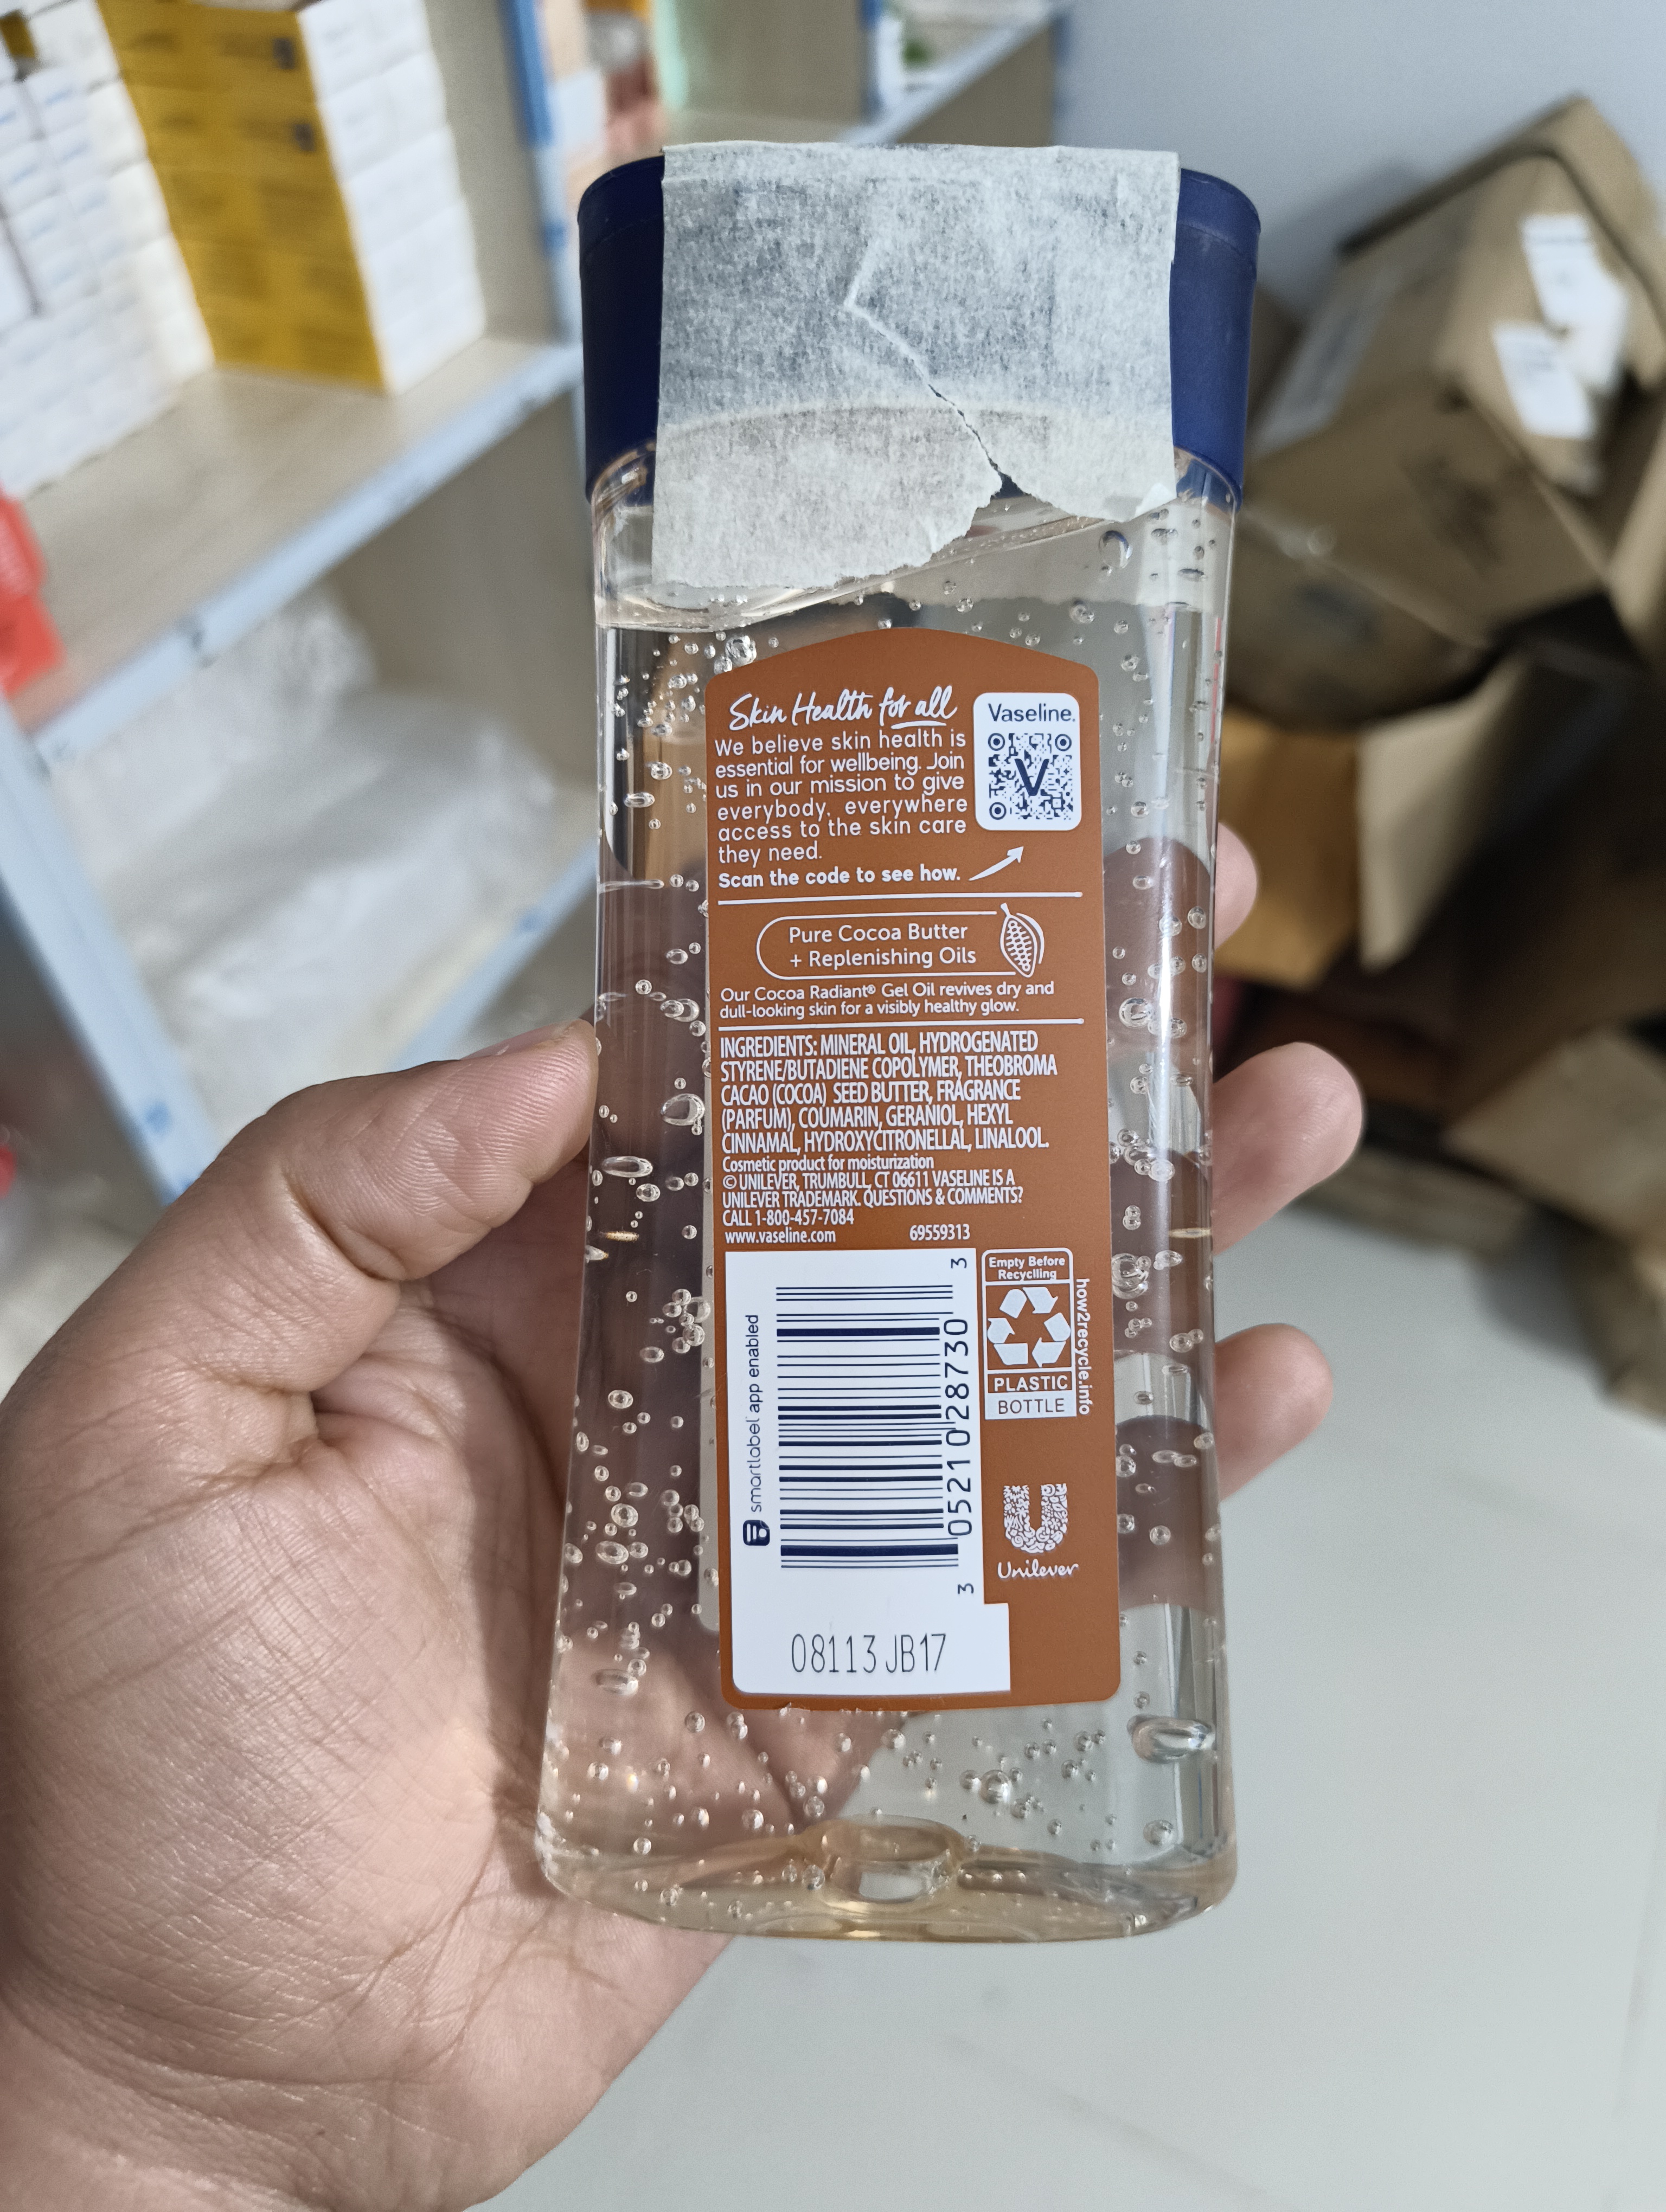 Skin Health for all
We believe skin health is
essential for wellbeing. Join
us in our mission to give
everybody, everywhere
access to the skin care
they need.
Scan the code to see how.
Vaseline.
V
Pure Cocoa Butter
+ Replenishing Oils
Our Cocoa Radiant® Gel Oil revives dry and
dull-looking skin for a visibly healthy glow.
INGREDIENTS: MINERAL OIL, HYDROGENATED
STYRENE/BUTADIENE COPOLYMER, THEOBROMA
CACAO (COCOA) SEED BUTTER, FRAGRANCE
(PARFUM), COUMARIN, GERANIOL, HEXYL
CINNAMAL, HYDROXYCITRONELLAL, LINALOOL.
Cosmetic product for moisturization
© UNILEVER, TRUMBULL, CT 06611 VASELINE IS A
UNILEVER TRADEMARK. QUESTIONS & COMMENTS?
CALL 1-800-457-7084
www.vaseline.com 69559313
smartlabel app enabled
3 05210 28730 3
Empty Before
Recyclling
PLASTIC
BOTTLE
how2recycle.info
Unilever
08113 JB17